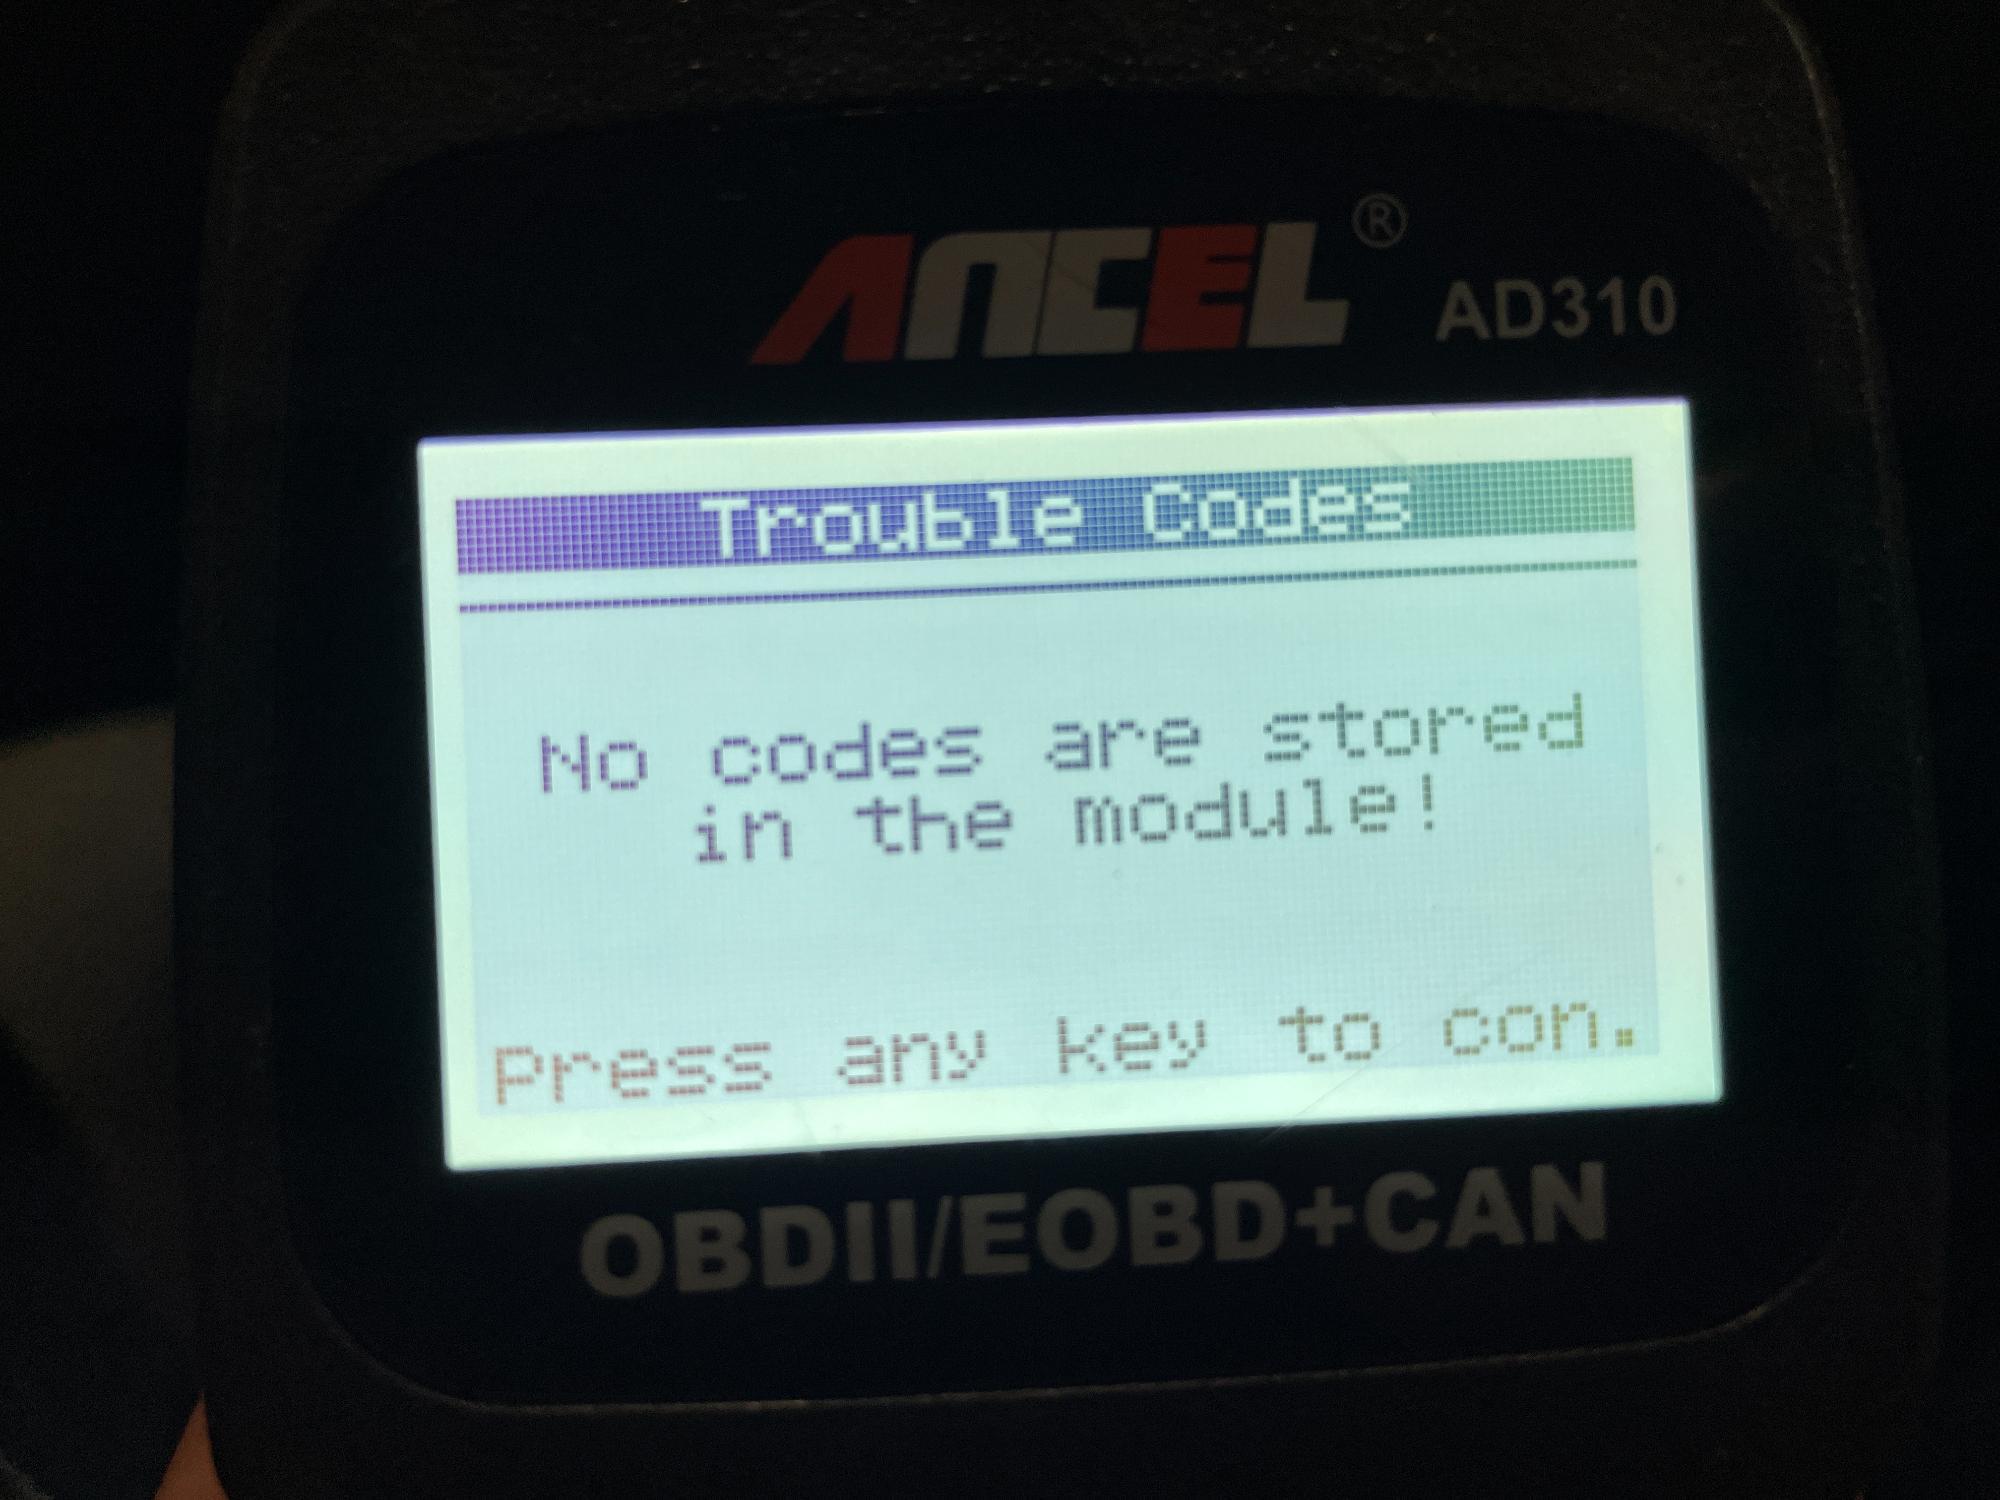 ANCEL® AD310
Trouble Codes
No codes are stored
in the module!
Press any key to con.
OBDII/EOBD+CAN